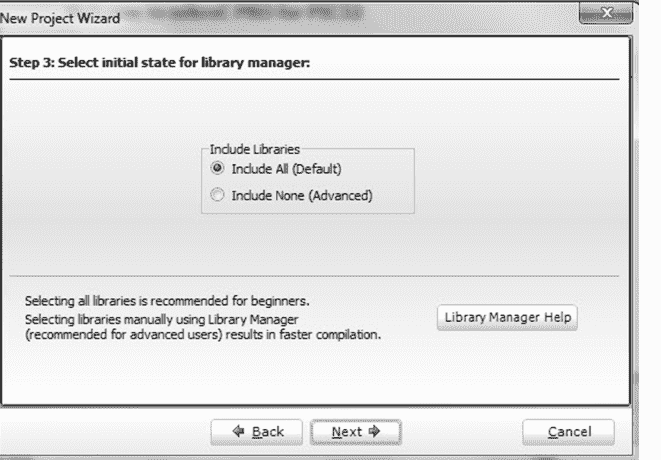 New Project Wizard
Step 3: Select initial state for library manager:
Include Libraries
Include All (Default)
Include None (Advanced)
Selecting all libraries is recommended for beginners.
Selecting libraries manually using Library Manager
(recommended for advanced users) results in faster compilation.
Library Manager Help
Back
Next
Cancel